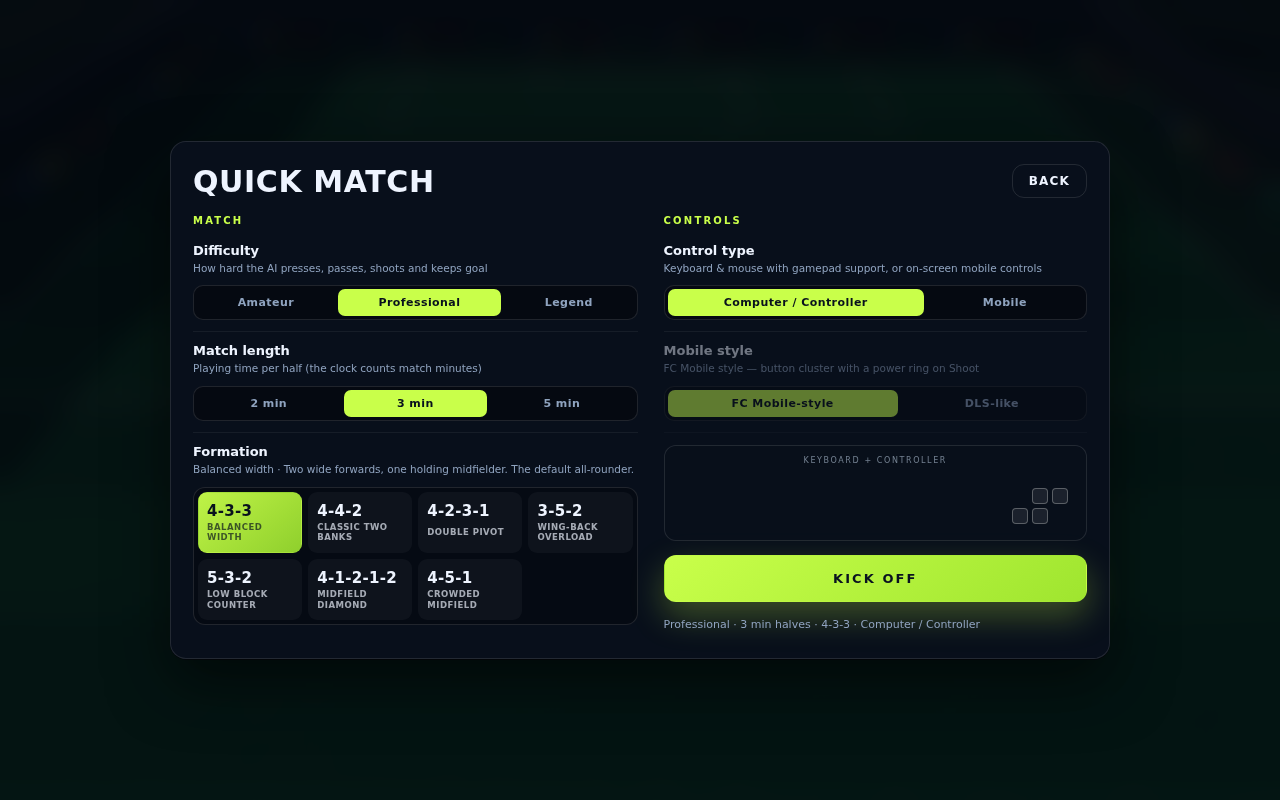 QUICK MATCH
BACK
MATCH
Difficulty
How hard the AI presses, passes, shoots and keeps goal
Amateur
Professional
Legend
Match length
Playing time per half (the clock counts match minutes)
2 min
3 min
5 min
Formation
Balanced width · Two wide forwards, one holding midfielder. The default all-rounder.
4-3-3
BALANCED
WIDTH
4-4-2
CLASSIC TWO
BANKS
4-2-3-1
DOUBLE PIVOT
3-5-2
WING-BACK
OVERLOAD
5-3-2
LOW BLOCK
COUNTER
4-1-2-1-2
MIDFIELD
DIAMOND
4-5-1
CROWDED
MIDFIELD
CONTROLS
Control type
Keyboard & mouse with gamepad support, or on-screen mobile controls
Computer / Controller
Mobile
Mobile style
FC Mobile style — button cluster with a power ring on Shoot
FC Mobile-style
DLS-like
KEYBOARD + CONTROLLER
KICK OFF
Professional · 3 min halves · 4-3-3 · Computer / Controller